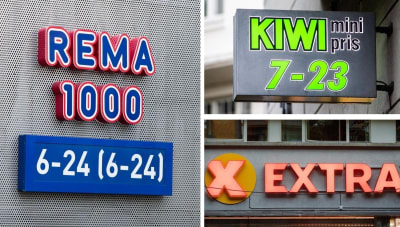 REMA
1000
6-24 (6-24)
KIWI mini
pris
7-23
X EXTRA